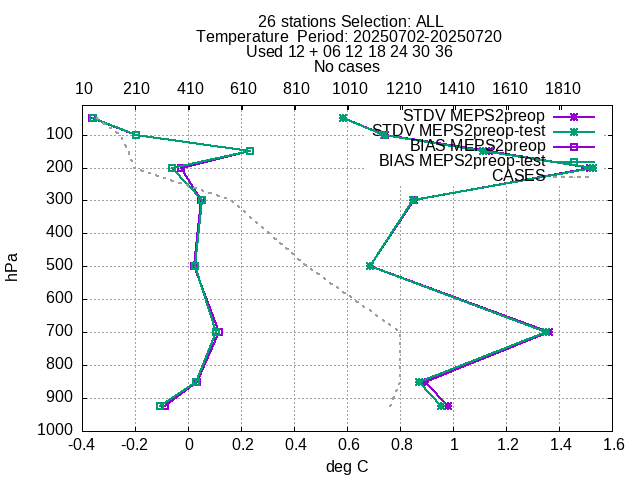 26 stations Selection: ALL
Temperature Period: 20250702-20250720
Used 12 + 06 12 18 24 30 36
No cases
10 210 410 610 810 1010 1210 1410 1610 1810
STDV MEPS2preop
STDV MEPS2preop-test
BIAS MEPS2preop
BIAS MEPS2preop-test
CASES
100
200
300
400
500
600
700
800
900
1000
hPa
-0.4 -0.2 0 0.2 0.4 0.6 0.8 1 1.2 1.4 1.6
deg C